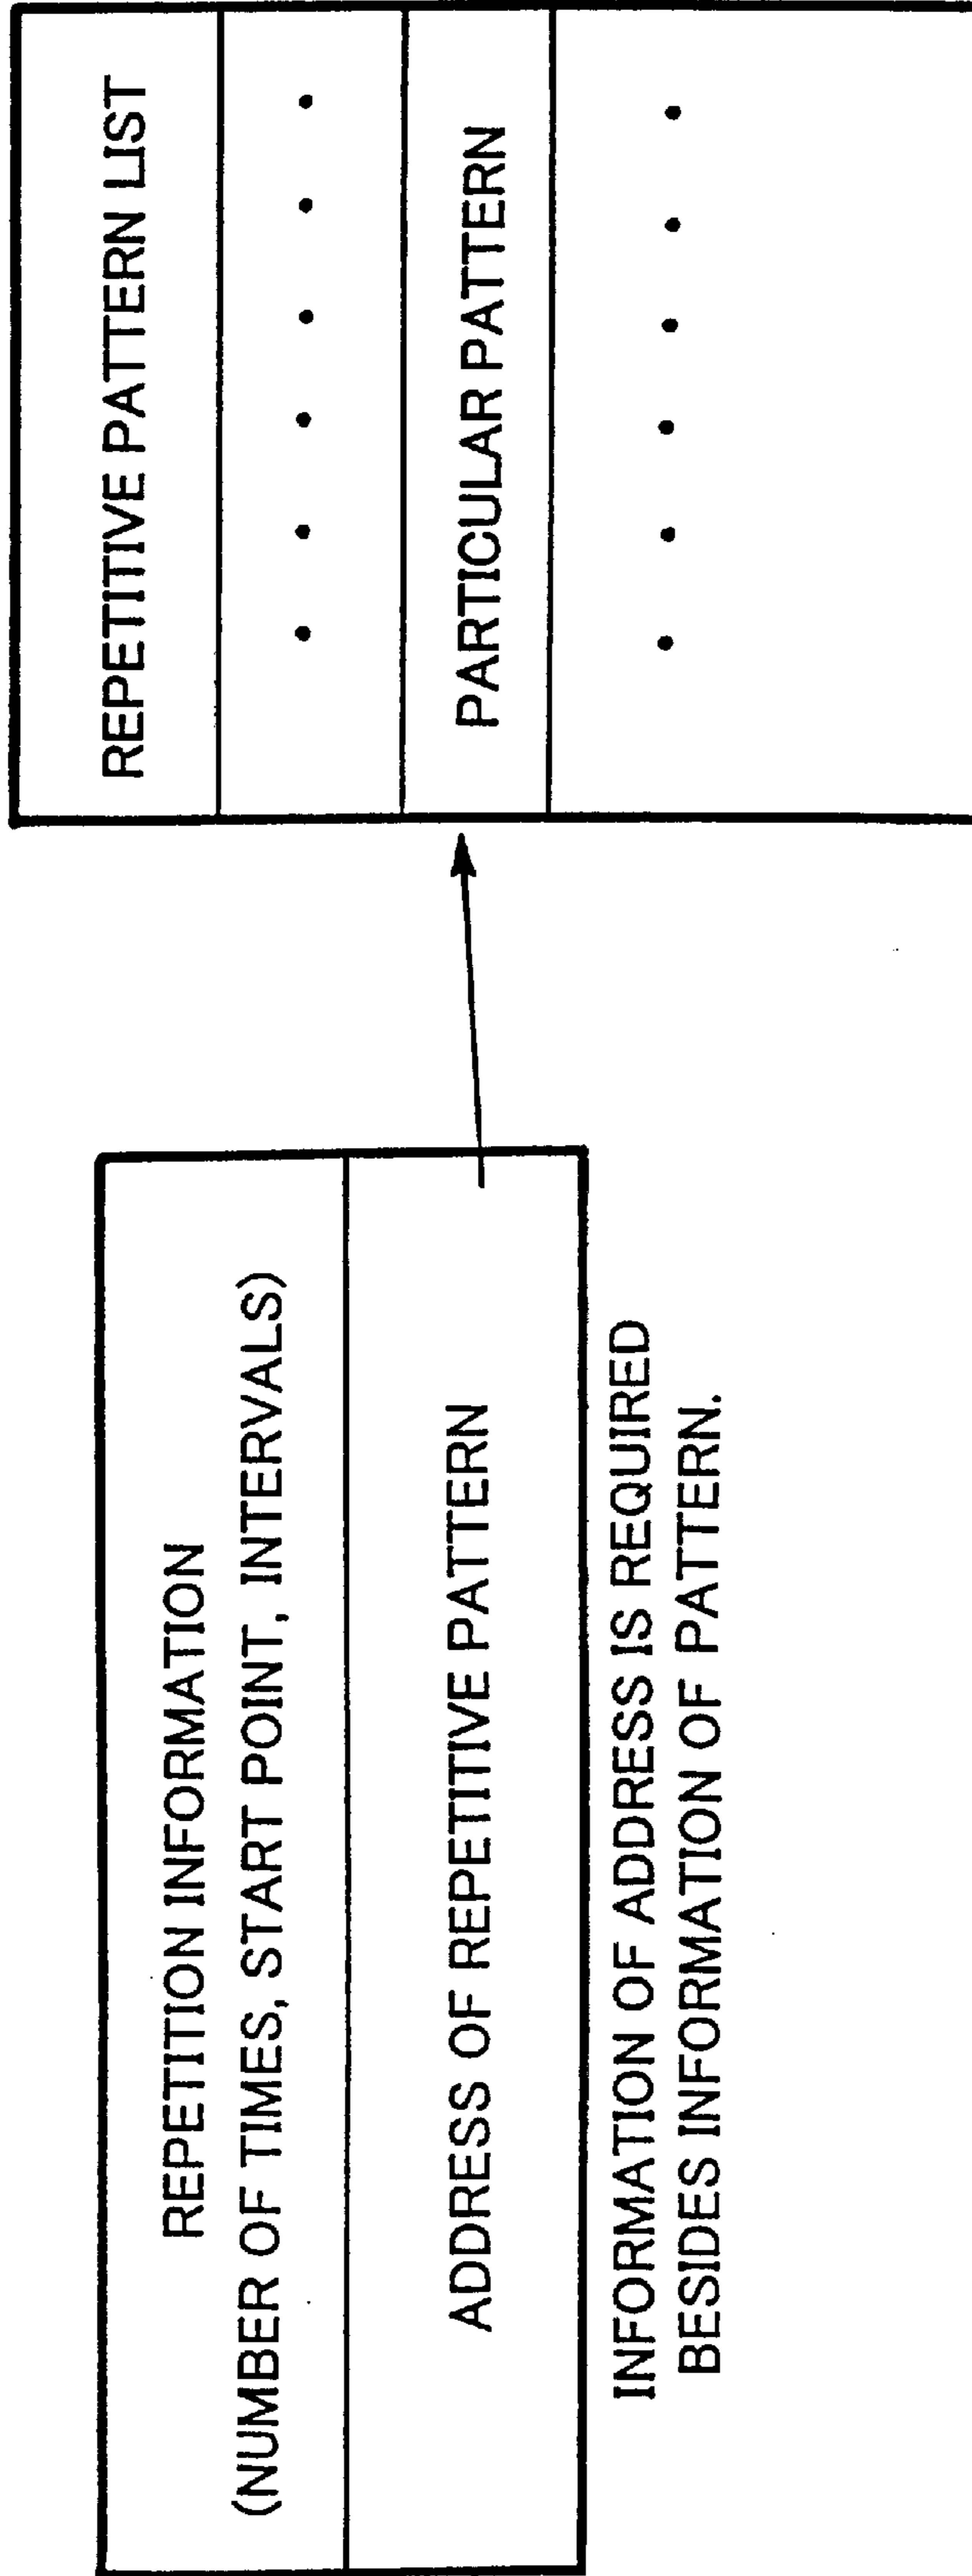 REPETITION INFORMATION
(NUMBER OF TIMES, START POINT, INTERVALS)
ADDRESS OF REPETITIVE PATTERN
INFORMATION OF ADDRESS IS REQUIRED
BESIDES INFORMATION OF PATTERN.
REPETITIVE PATTERN LIST
PARTICULAR PATTERN